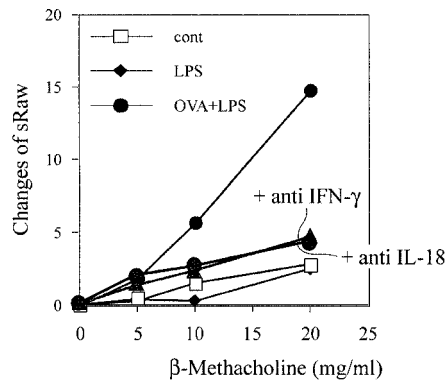 20
15
10
5
0
Changes of sRaw
cont
LPS
OVA+LPS
+ anti IFN-γ
+ anti IL-18
0 5 10 15 20 25
β-Methacholine (mg/ml)